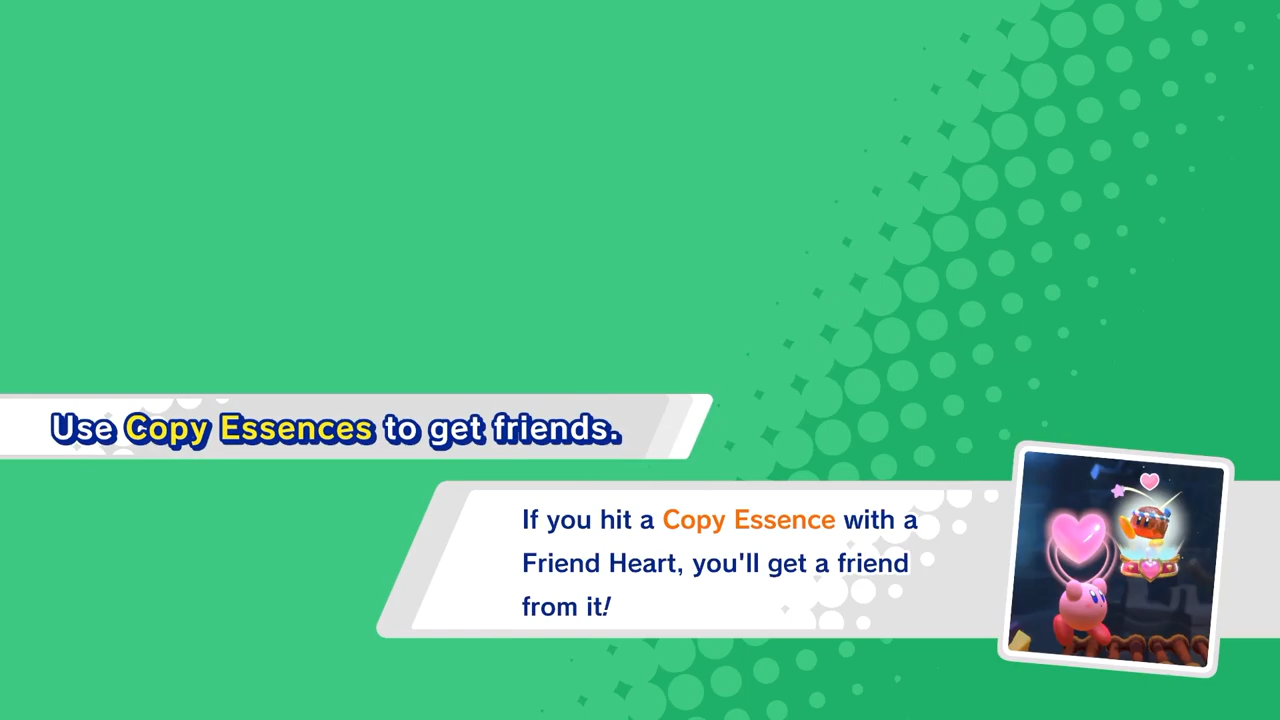 Use Copy Essences to get friends.
If you hit a Copy Essence with a
Friend Heart, you'll get a friend
from it!